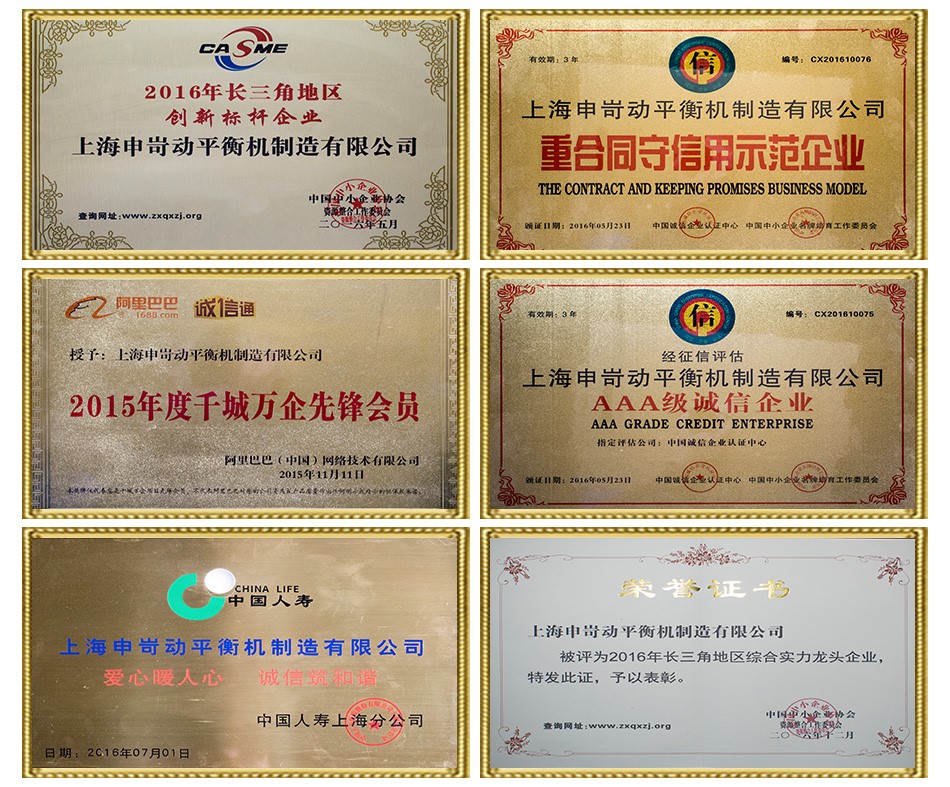 CASME
2016年长三角地区
创新标杆企业
上海申岢动平衡机制造有限公司
中国中小企业协会
资源整合工作委员会
查询网址:www.zxqxzj.org
二〇一六年五月
有效期:3年
信
编号:CX201610076
上海申岢动平衡机制造有限公司
重合同守信用示范企业
THE CONTRACT AND KEEPING PROMISES BUSINESS MODEL
颁证日期:2016年05月23日 中国诚信企业认证中心 中国中小企业名牌培育工作委员会
阿里巴巴 诚信通
1688.com
授予:上海申岢动平衡机制造有限公司
2015年度千城万企先锋会员
阿里巴巴(中国)网络技术有限公司
2015年11月11日
有效期:3年
信
编号:CX201610075
经征信评估
上海申岢动平衡机制造有限公司
AAA级诚信企业
AAA GRADE CREDIT ENTERPRISE
指定评估公司:中国诚信企业认证中心
颁证日期:2016年05月23日 中国诚信企业认证中心 中国中小企业名牌培育工作委员会
CHINA LIFE
中国人寿
上海申岢动平衡机制造有限公司
爱心暖人心 诚信筑和谐
中国人寿上海分公司
日期:2016年07月01日
荣誉证书
上海申岢动平衡机制造有限公司
被评为2016年长三角地区综合实力龙头企业,
特发此证,予以表彰。
中国中小企业协会
资源整合工作委员会
查询网址:www.zxqxzj.org
二〇一六年十二月